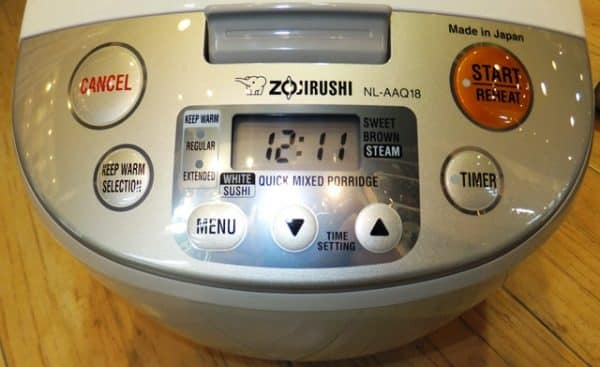 Made in Japan
CANCEL
ZOJIRUSHI NL-AAQ18
START
REHEAT
KEEP WARM
REGULAR
EXTENDED
12:11
SWEET
BROWN
STEAM
KEEP WARM
SELECTION
WHITE QUICK MIXED PORRIDGE
SUSHI
TIMER
MENU
TIME
SETTING